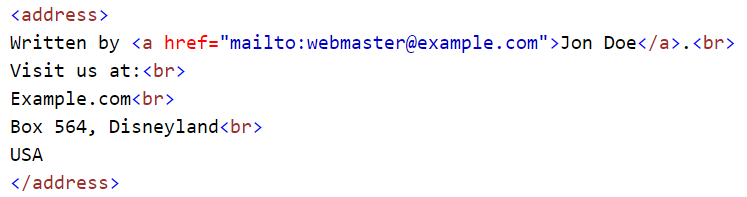 <address>
Written by <a href="mailto:webmaster@example.com">Jon Doe</a>.<br>
Visit us at:<br>
Example.com<br>
Box 564, Disneyland<br>
USA
</address>